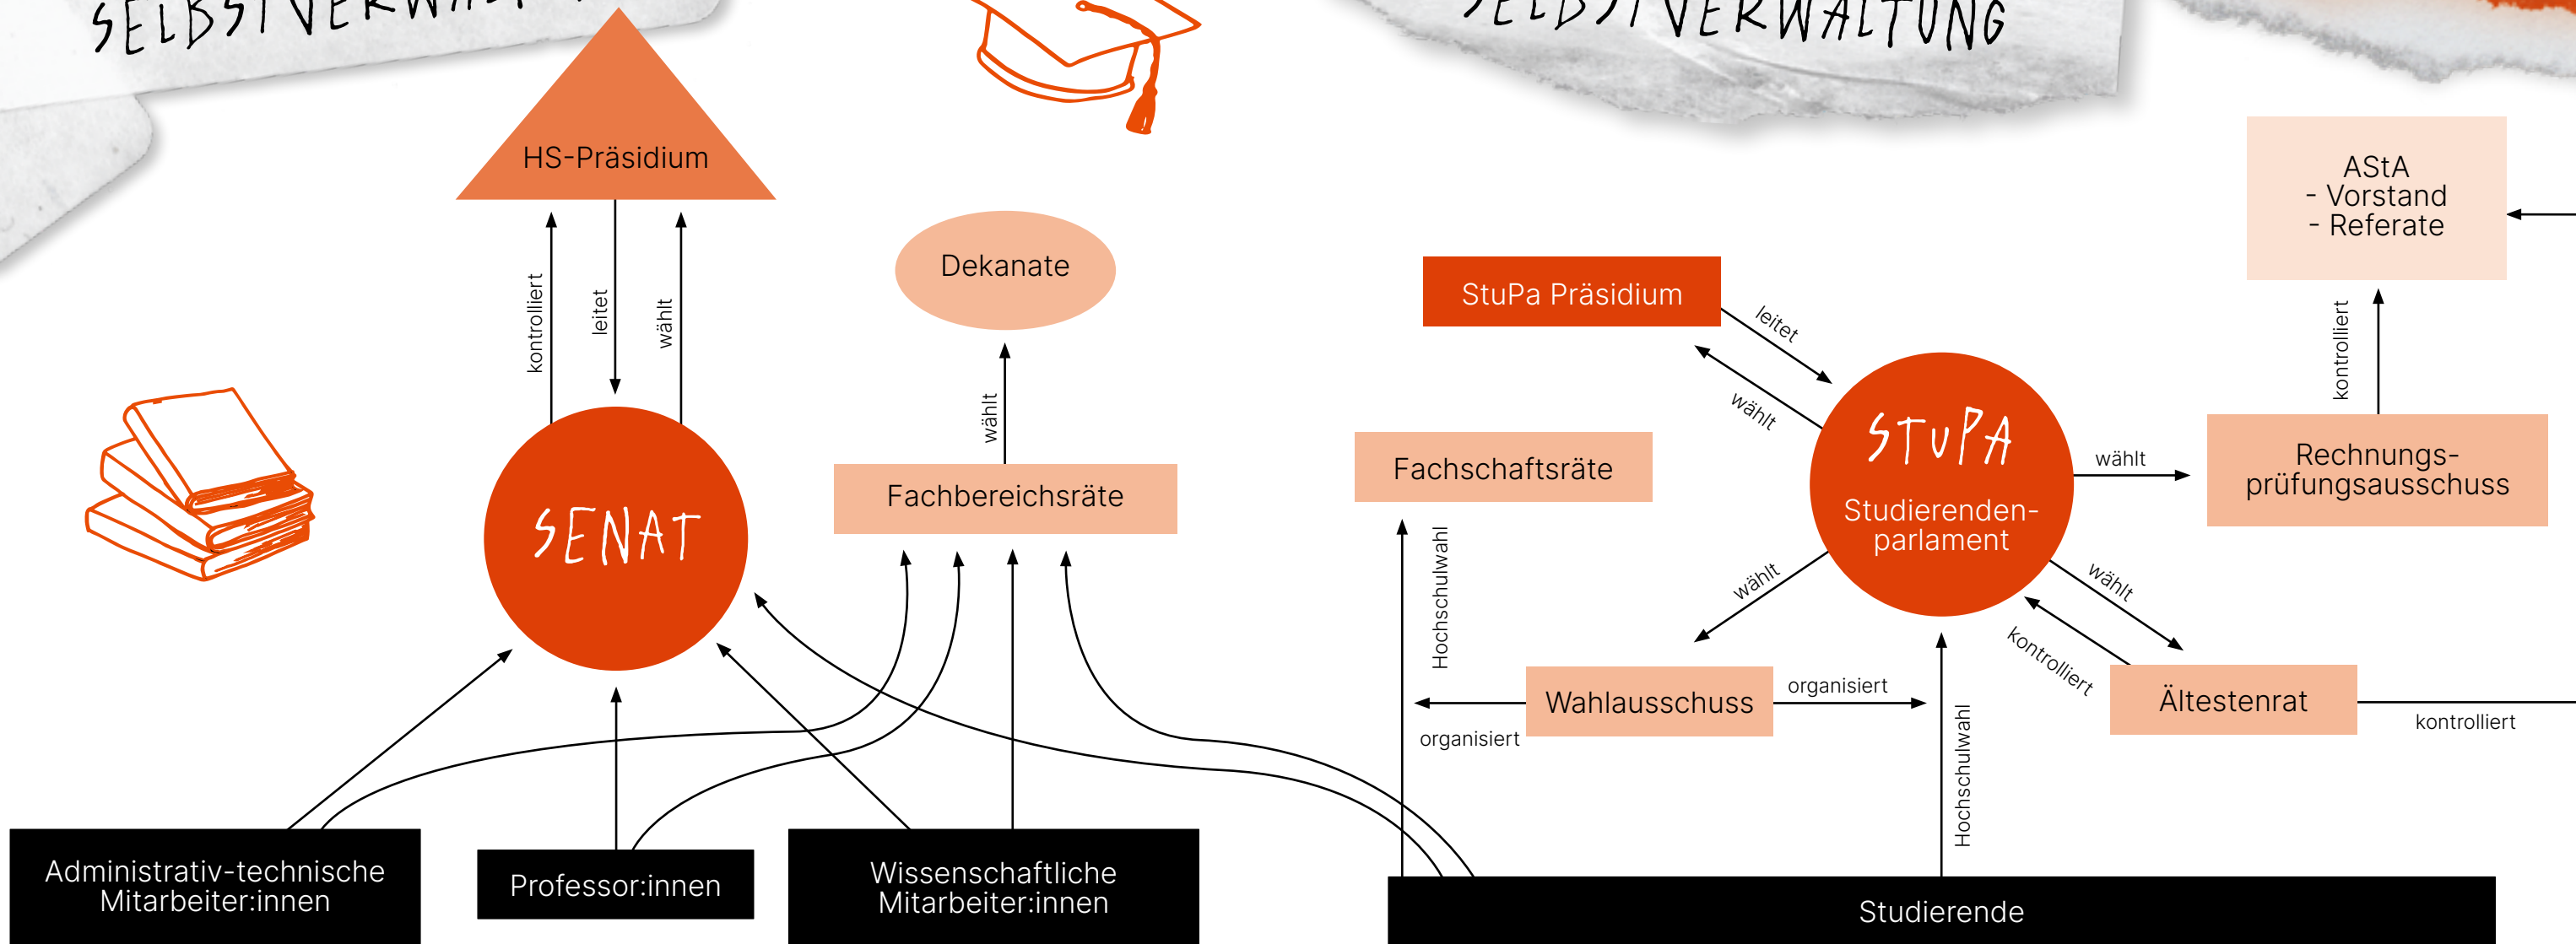 SELBSTVERWALTUNG
HS-Präsidium
kontrolliert
leitet
wählt
SENAT
Dekanate
wählt
Fachbereichsräte
Administrativ-technische
Mitarbeiter:innen
Professor:innen
Wissenschaftliche
Mitarbeiter:innen
StuPa Präsidium
leitet
wählt
Fachschaftsräte
Hochschulwahl
STuPA
Studierenden-
parlament
wählt
Rechnungs-
prüfungsausschuss
kontrolliert
AStA
- Vorstand
- Referate
wählt
Wahlausschuss
organisiert
organisiert
wählt
kontrolliert
Ältestenrat
kontrolliert
Hochschulwahl
Studierende